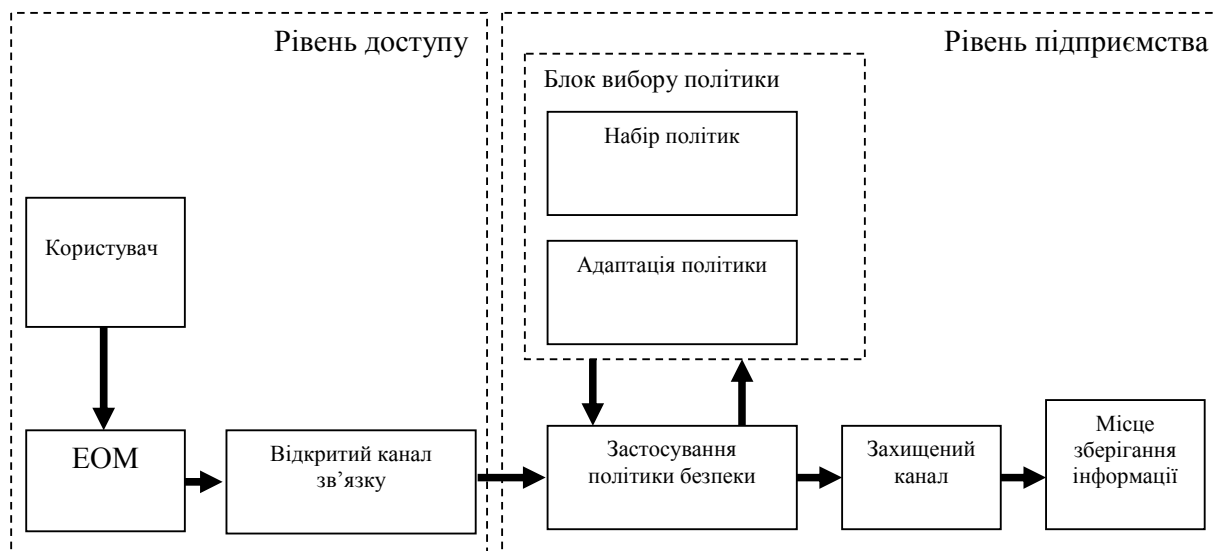 Рівень доступу
Рівень підприємства
Блок вибору політики
Набір політик
Користувач
Адаптація політики
ЕОМ
Відкритий канал
зв’язку
Застосування
політики безпеки
Захищений
канал
Місце
зберігання
інформації